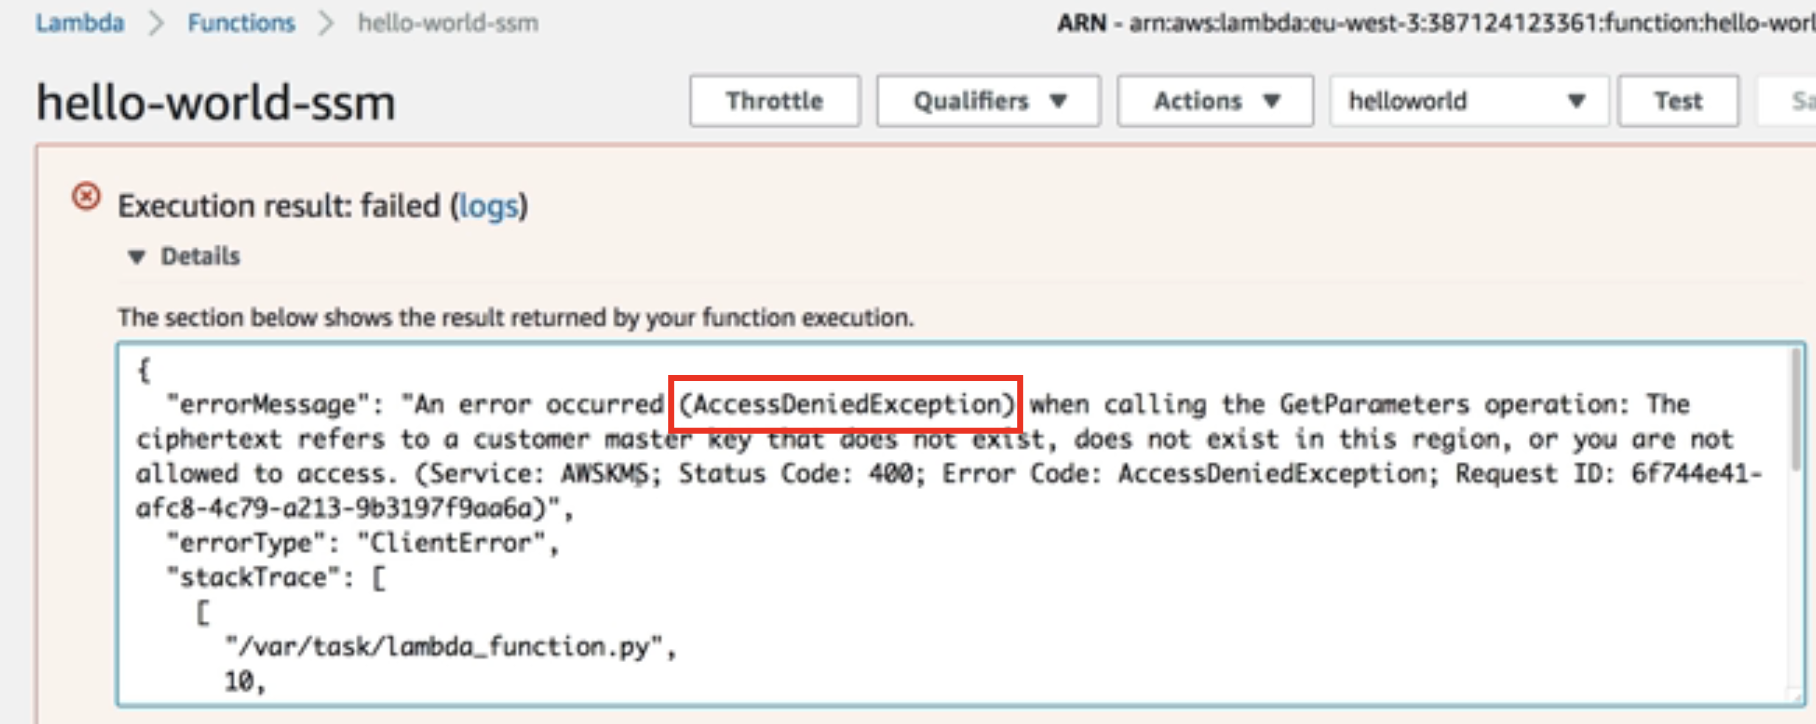 Lambda > Functions > hello-world-ssm
ARN - arn:aws:lambda:eu-west-3:387124123361:function:hello-worl
hello-world-ssm
Throttle
Qualifiers
Actions
helloworld
Test
Sa
Execution result: failed (logs)
Details
The section below shows the result returned by your function execution.
{
"errorMessage": "An error occurred (AccessDeniedException) when calling the GetParameters operation: The
ciphertext refers to a customer master key that does not exist, does not exist in this region, or you are not
allowed to access. (Service: AWSKMS; Status Code: 400; Error Code: AccessDeniedException; Request ID: 6f744e41-
afc8-4c79-a213-9b3197f9aa6a)",
"errorType": "ClientError",
"stackTrace": [
[
"/var/task/lambda_function.py",
10,